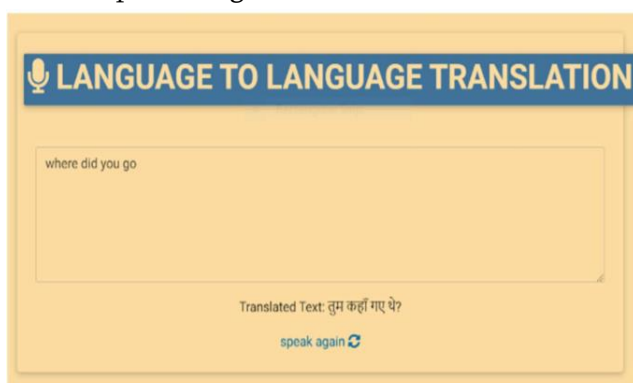 LANGUAGE TO LANGUAGE TRANSLATION
where did you go
Translated Text: तुम कहाँ गए थे?
speak again